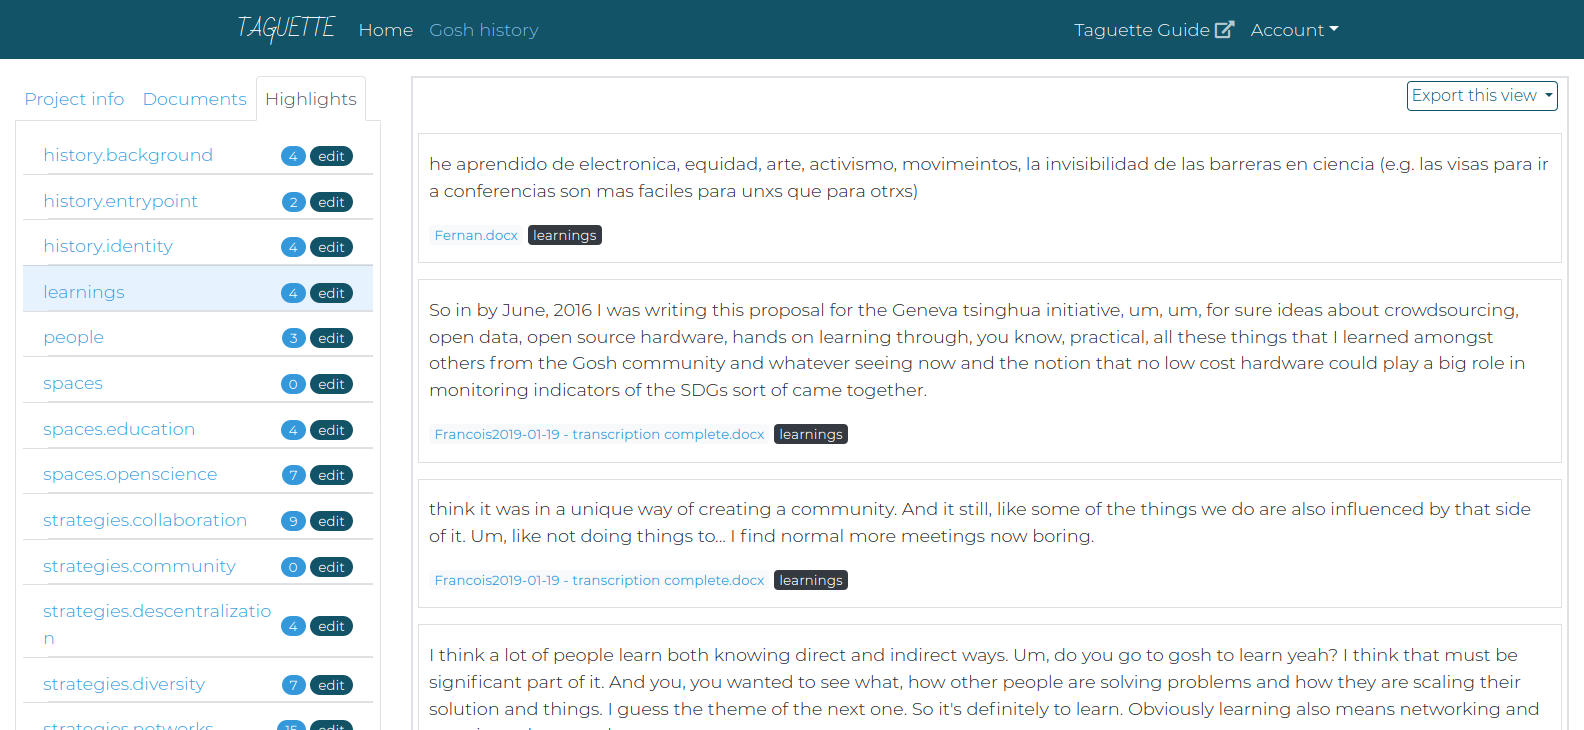 TAGUETTE Home Gosh history Taguette Guide Account
Project info Documents Highlights
history.background 4 edit
history.entrypoint 2 edit
history.identity 4 edit
learnings 4 edit
people 3 edit
spaces 0 edit
spaces.education 4 edit
spaces.openscience 7 edit
strategies.collaboration 9 edit
strategies.community 0 edit
strategies.descentralizatio
n 4 edit
strategies.diversity 7 edit
strategies.networks 15 edit
Export this view
he aprendido de electronica, equidad, arte, activismo, movimeintos, la invisibilidad de las barreras en ciencia (e.g. las visas para ir
a conferencias son mas faciles para unxs que para otrxs)
Fernan.docx learnings
So in by June, 2016 I was writing this proposal for the Geneva tsinghua initiative, um, um, for sure ideas about crowdsourcing,
open data, open source hardware, hands on learning through, you know, practical, all these things that I learned amongst
others from the Gosh community and whatever seeing now and the notion that no low cost hardware could play a big role in
monitoring indicators of the SDGs sort of came together.
Francois2019-01-19 - transcription complete.docx learnings
think it was in a unique way of creating a community. And it still, like some of the things we do are also influenced by that side
of it. Um, like not doing things to... I find normal more meetings now boring.
Francois2019-01-19 - transcription complete.docx learnings
I think a lot of people learn both knowing direct and indirect ways. Um, do you go to gosh to learn yeah? I think that must be
significant part of it. And you, you wanted to see what, how other people are solving problems and how they are scaling their
solution and things. I guess the theme of the next one. So it's definitely to learn. Obviously learning also means networking and